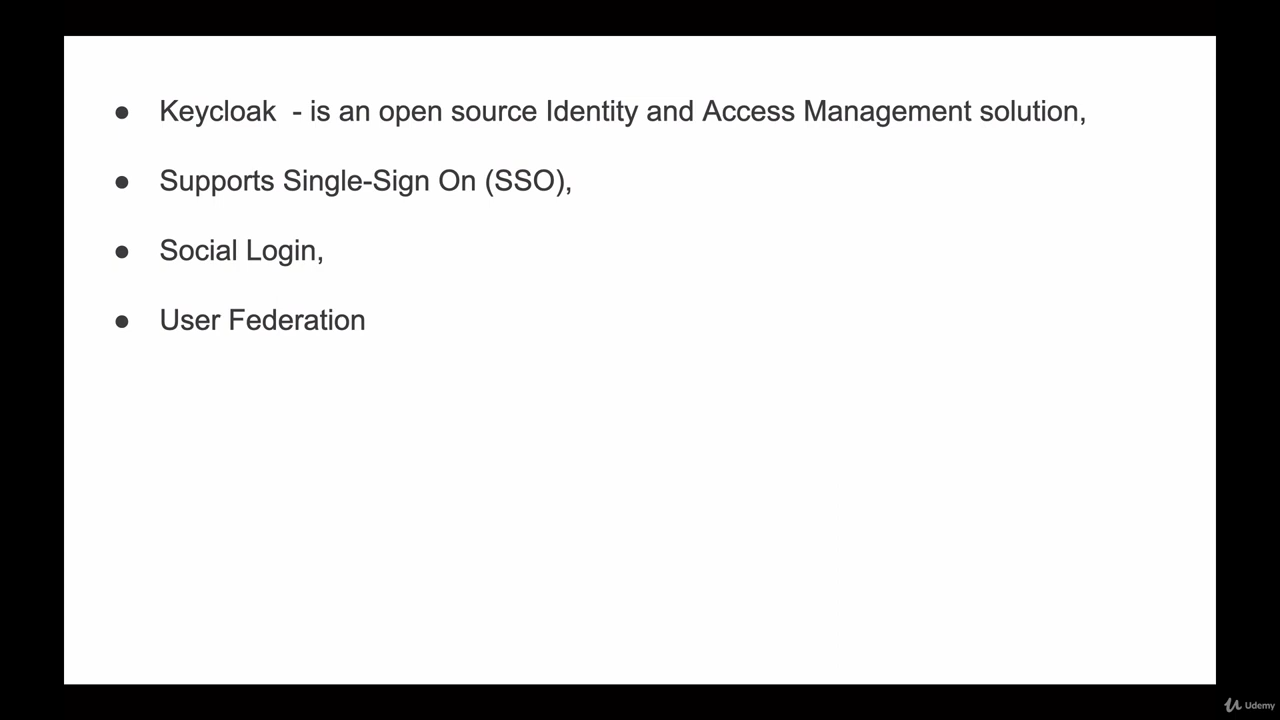 ● Keycloak - is an open source Identity and Access Management solution,
● Supports Single-Sign On (SSO),
● Social Login,
● User Federation
Udemy